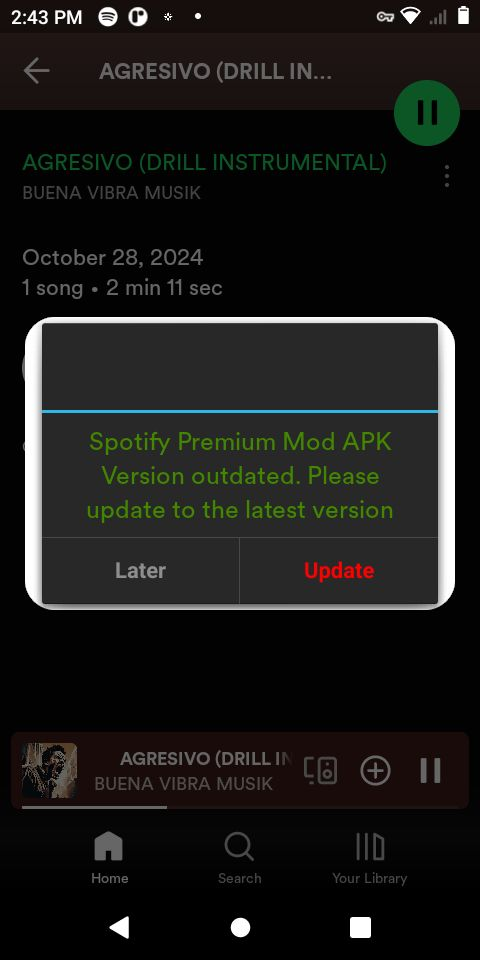 2:43 PM
AGRESIVO (DRILL IN...
AGRESIVO (DRILL INSTRUMENTAL)
BUENA VIBRA MUSIK
October 28, 2024
1 song • 2 min 11 sec
Spotify Premium Mod APK
Version outdated. Please
update to the latest version
Later
Update
AGRESIVO (DRILL IN
BUENA VIBRA MUSIK
Home
Search
Your Library